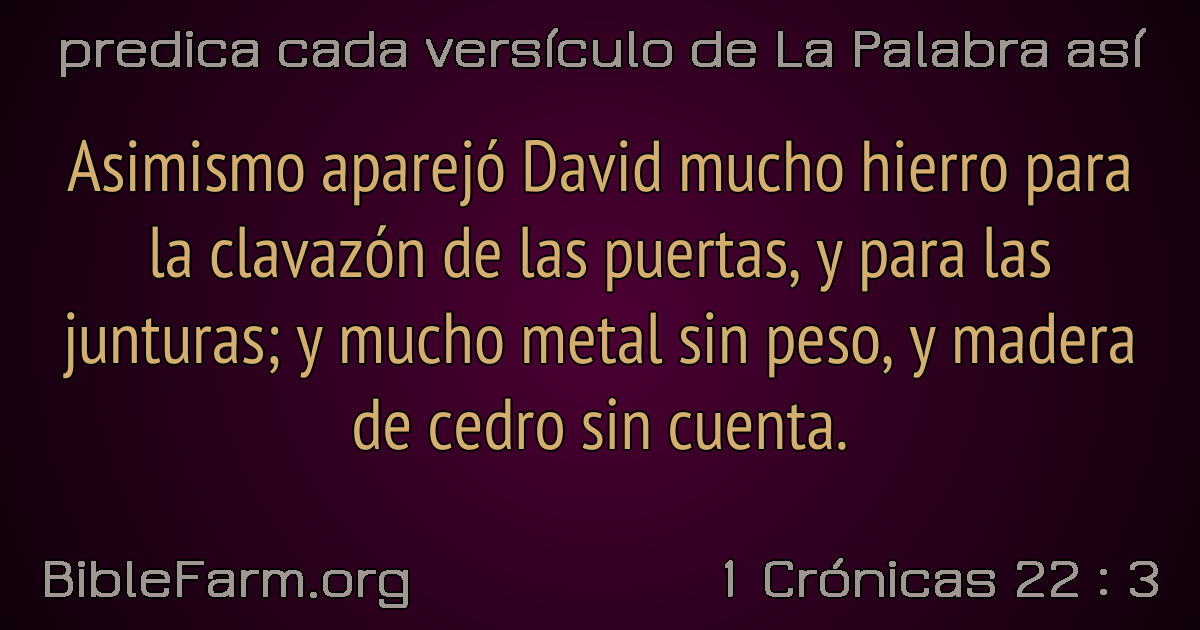 predica cada versículo de La Palabra así
Asimismo aparejó David mucho hierro para
la clavazón de las puertas, y para las
junturas; y mucho metal sin peso, y madera
de cedro sin cuenta.
BibleFarm.org
1 Crónicas 22 : 3